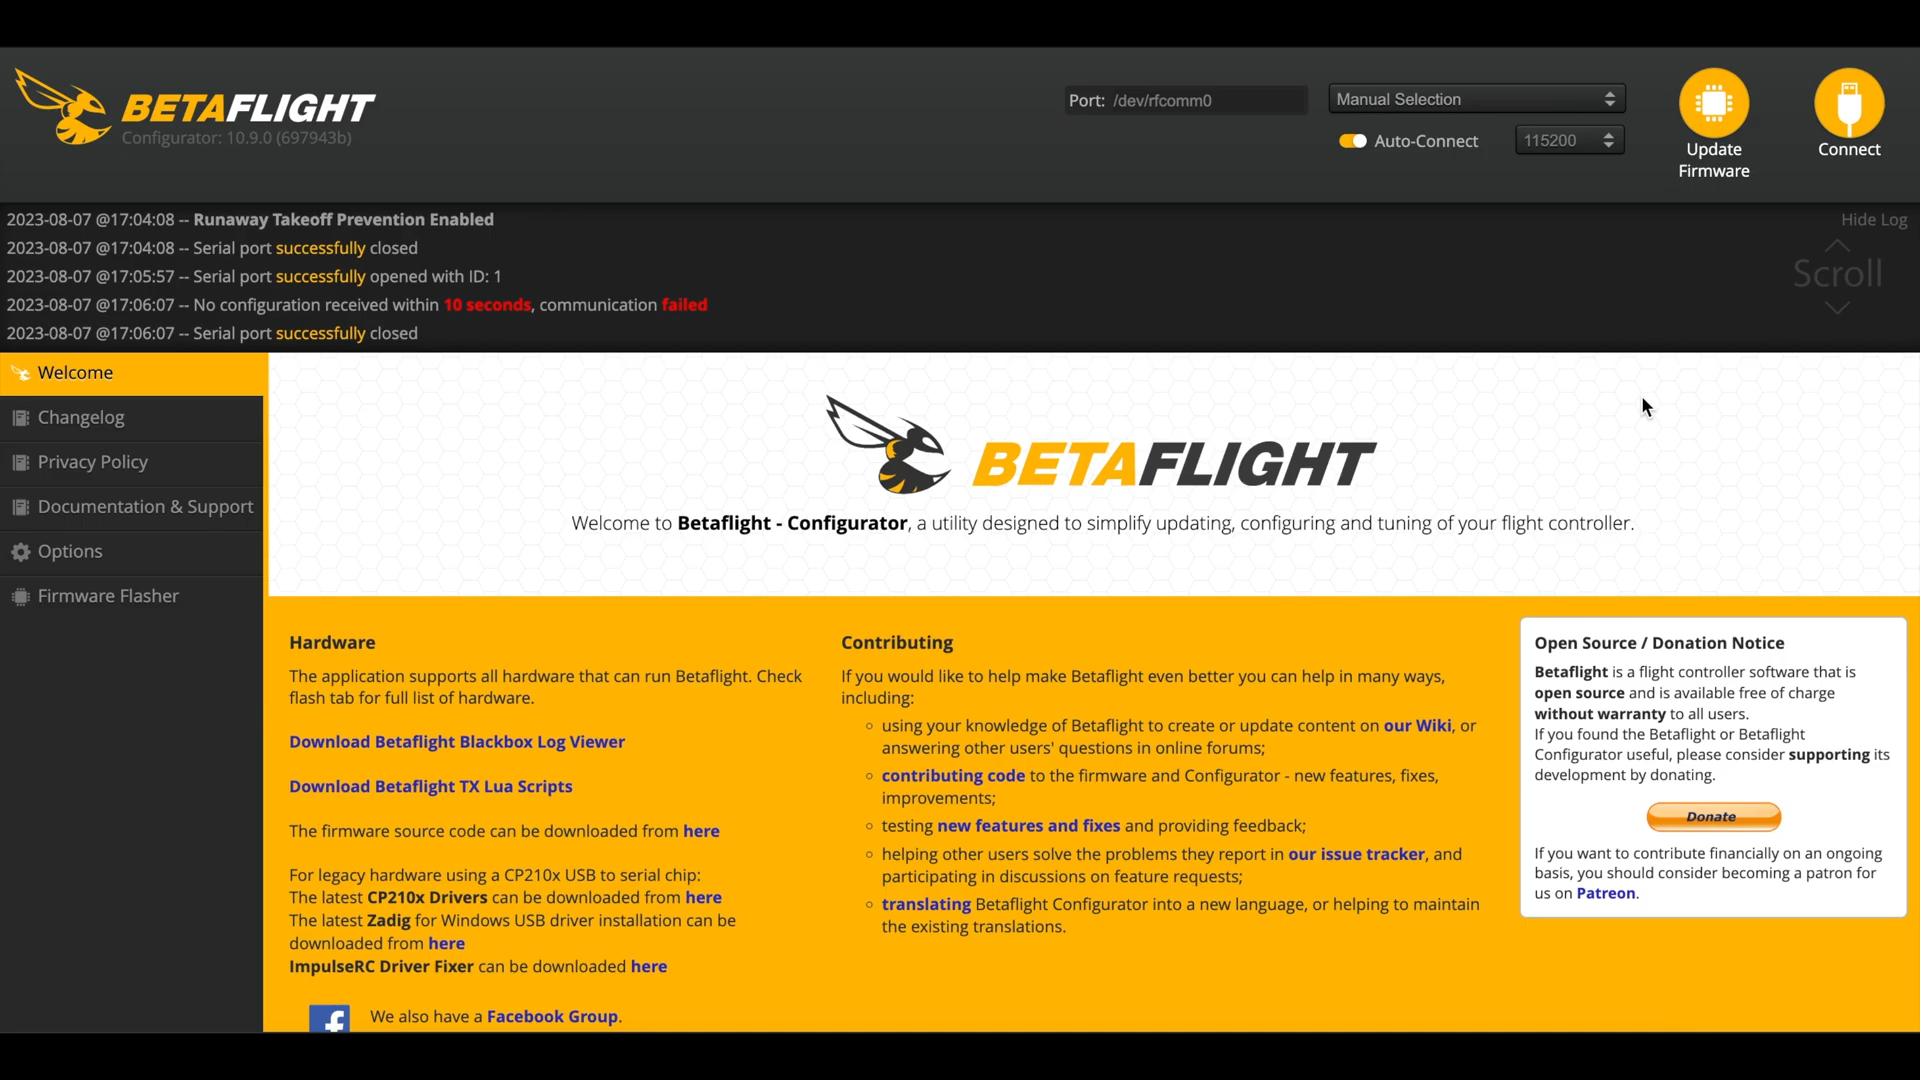 BETAFLIGHT
Configurator: 10.9.0 (697943b)
Port: /dev/rfcomm0
Manual Selection
Auto-Connect
115200
Update
Firmware
Connect
2023-08-07 @17:04:08 -- Runaway Takeoff Prevention Enabled
2023-08-07 @17:04:08 -- Serial port successfully closed
2023-08-07 @17:05:57 -- Serial port successfully opened with ID: 1
2023-08-07 @17:06:07 -- No configuration received within 10 seconds, communication failed
2023-08-07 @17:06:07 -- Serial port successfully closed
Hide Log
Scroll
Welcome
Changelog
Privacy Policy
Documentation & Support
Options
Firmware Flasher
BETAFLIGHT
Welcome to Betaflight - Configurator, a utility designed to simplify updating, configuring and tuning of your flight controller.
Hardware
The application supports all hardware that can run Betaflight. Check
flash tab for full list of hardware.
Download Betaflight Blackbox Log Viewer
Download Betaflight TX Lua Scripts
The firmware source code can be downloaded from here
For legacy hardware using a CP210x USB to serial chip:
The latest CP210x Drivers can be downloaded from here
The latest Zadig for Windows USB driver installation can be
downloaded from here
ImpulseRC Driver Fixer can be downloaded here
We also have a Facebook Group.
Contributing
If you would like to help make Betaflight even better you can help in many ways,
including:
using your knowledge of Betaflight to create or update content on our Wiki, or
answering other users' questions in online forums;
contributing code to the firmware and Configurator - new features, fixes,
improvements;
testing new features and fixes and providing feedback;
helping other users solve the problems they report in our issue tracker, and
participating in discussions on feature requests;
translating Betaflight Configurator into a new language, or helping to maintain
the existing translations.
Open Source / Donation Notice
Betaflight is a flight controller software that is
open source and is available free of charge
without warranty to all users.
If you found the Betaflight or Betaflight
Configurator useful, please consider supporting its
development by donating.
Donate
If you want to contribute financially on an ongoing
basis, you should consider becoming a patron for
us on Patreon.